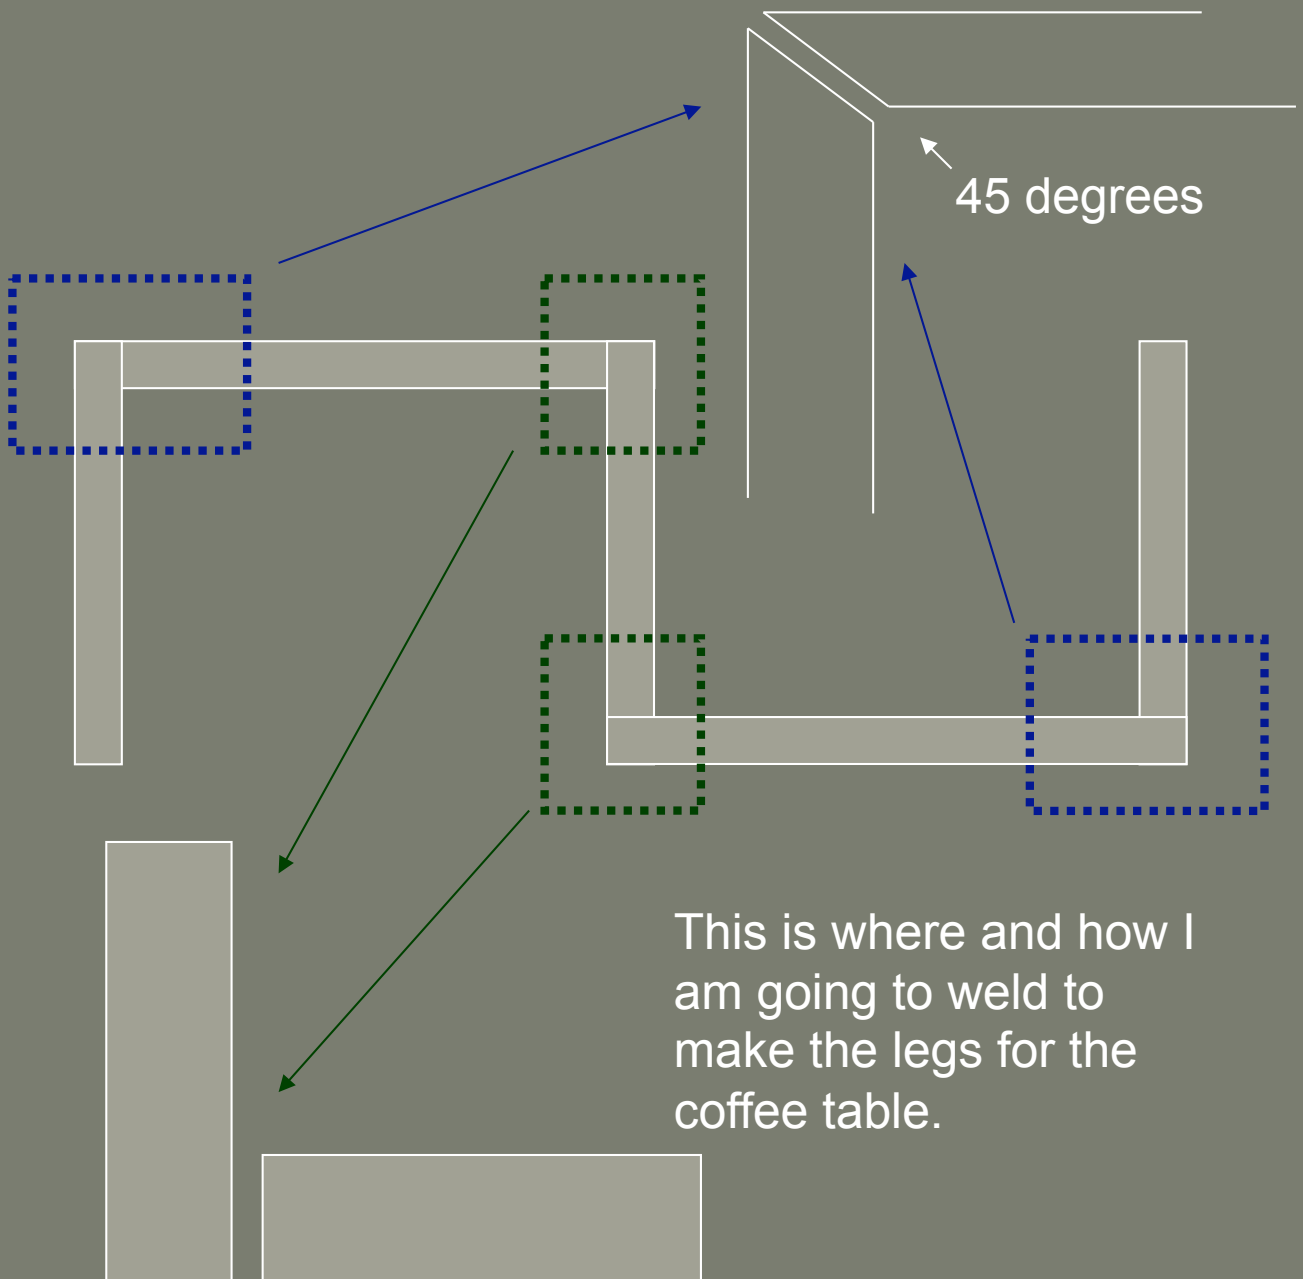 45 degrees
This is where and how I
am going to weld to
make the legs for the
coffee table.